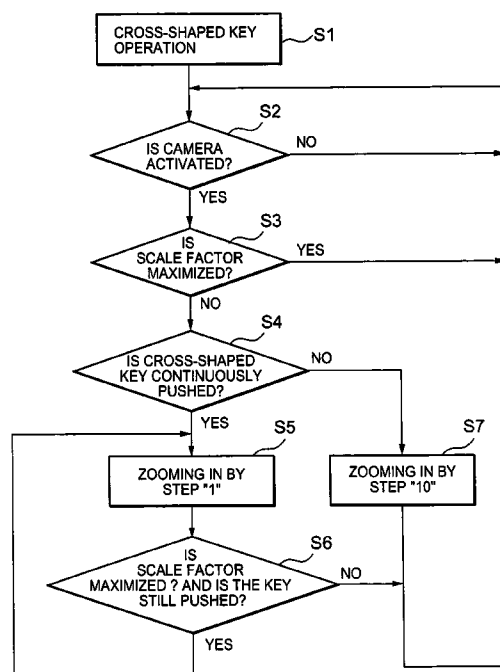 CROSS-SHAPED KEY
OPERATION
S1
S2
IS CAMERA
ACTIVATED?
NO
YES
S3
IS
SCALE FACTOR
MAXIMIZED?
YES
NO
S4
IS CROSS-SHAPED
KEY CONTINUOUSLY
PUSHED?
NO
YES
S5
S7
ZOOMING IN BY
STEP "1"
ZOOMING IN BY
STEP "10"
S6
IS
SCALE FACTOR
MAXIMIZED ? AND IS THE KEY
STILL PUSHED?
NO
YES